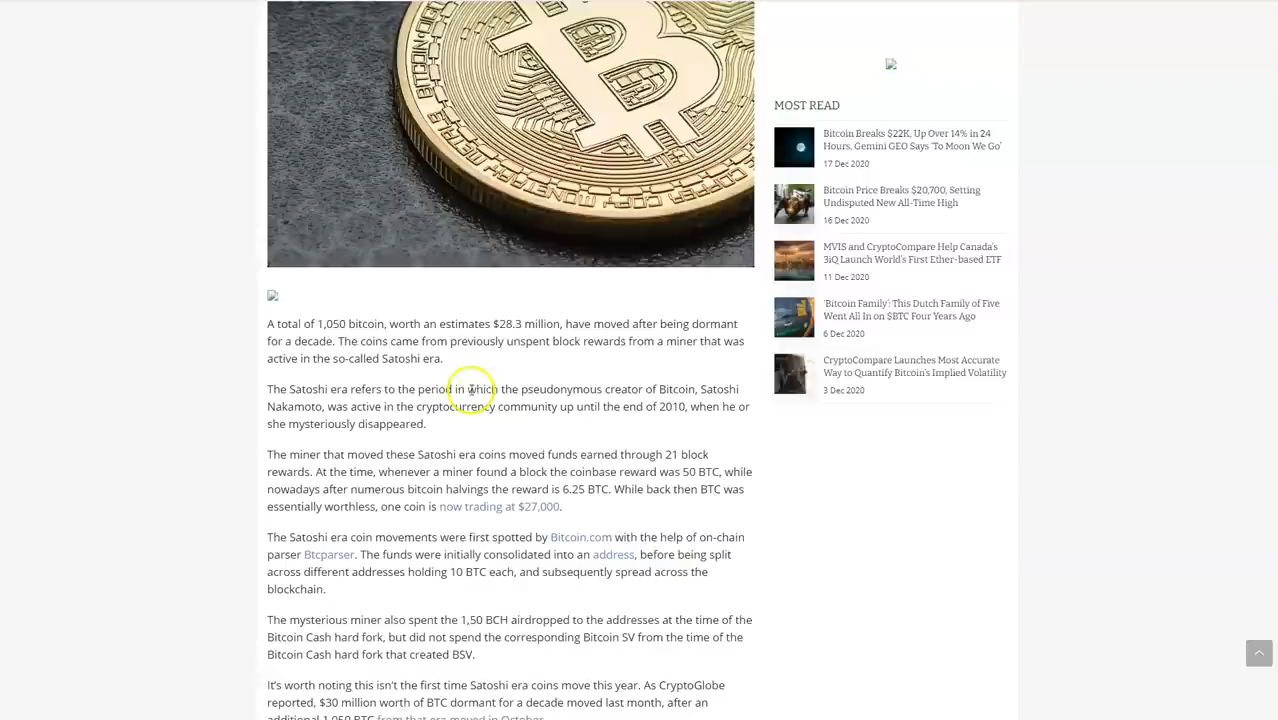 MOST READ
Bitcoin Breaks $22K, Up Over 14% in 24
Hours, Gemini GEO Says 'To Moon We Go'
17 Dec 2020
Bitcoin Price Breaks $20,700, Setting
Undisputed New All-Time High
16 Dec 2020
MVIS and CryptoCompare Help Canada's
3iQ Launch World's First Ether-based ETF
11 Dec 2020
'Bitcoin Family': This Dutch Family of Five
Went All In on $BTC Four Years Ago
6 Dec 2020
CryptoCompare Launches Most Accurate
Way to Quantify Bitcoin's Implied Volatility
3 Dec 2020
A total of 1,050 bitcoin, worth an estimates $28.3 million, have moved after being dormant
for a decade. The coins came from previously unspent block rewards from a miner that was
active in the so-called Satoshi era.
The Satoshi era refers to the period in which the pseudonymous creator of Bitcoin, Satoshi
Nakamoto, was active in the cryptocurrency community up until the end of 2010, when he or
she mysteriously disappeared.
The miner that moved these Satoshi era coins moved funds earned through 21 block
rewards. At the time, whenever a miner found a block the coinbase reward was 50 BTC, while
nowadays after numerous bitcoin halvings the reward is 6.25 BTC. While back then BTC was
essentially worthless, one coin is now trading at $27,000.
The Satoshi era coin movements were first spotted by Bitcoin.com with the help of on-chain
parser Btcparser. The funds were initially consolidated into an address, before being split
across different addresses holding 10 BTC each, and subsequently spread across the
blockchain.
The mysterious miner also spent the 1,50 BCH airdropped to the addresses at the time of the
Bitcoin Cash hard fork, but did not spend the corresponding Bitcoin SV from the time of the
Bitcoin Cash hard fork that created BSV.
It's worth noting this isn't the first time Satoshi era coins move this year. As CryptoGlobe
reported, $30 million worth of BTC dormant for a decade moved last month, after an
additional 1,050 BTC from that era moved in October.